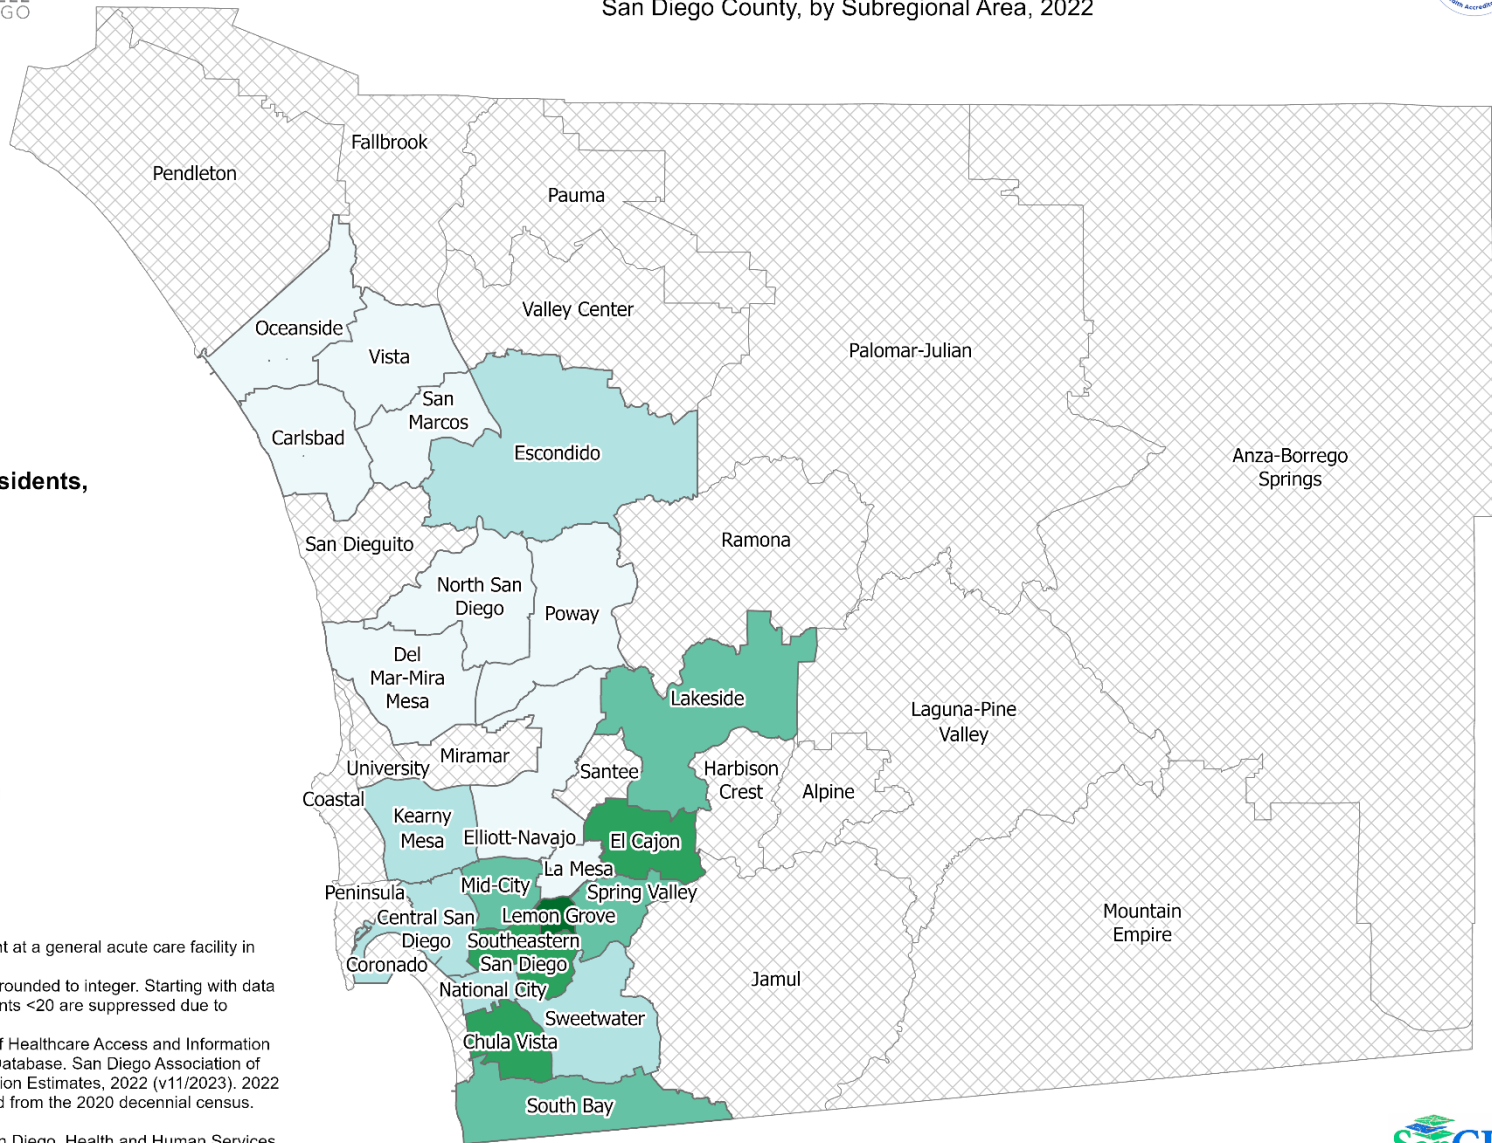 GO
San Diego County, by Subregional Area, 2022
Fallbrook
Pendleton
Pauma
Valley Center
Oceanside
Vista
Palomar-Julian
San
Marcos
Carlsbad
Escondido
Anza-Borrego
Springs
sidents,
San Dieguito
Ramona
North San
Diego
Poway
Del
Mar-Mira
Mesa
Lakeside
Laguna-Pine
Valley
Miramar
University
Santee
Harbison
Crest
Alpine
Coastal
Kearny
Mesa
Elliott-Navajo
El Cajon
La Mesa
Mid-City
Spring Valley
Peninsula
Central San
Diego
Lemon Grove
Mountain
Empire
Southeastern
San Diego
Coronado
Jamul
National City
Sweetwater
Chula Vista
South Bay
nt at a general acute care facility in
rounded to integer. Starting with data
nts <20 are suppressed due to
f Healthcare Access and Information
Database. San Diego Association of
ion Estimates, 2022 (v11/2023). 2022
d from the 2020 decennial census.
n Diego, Health and Human Services